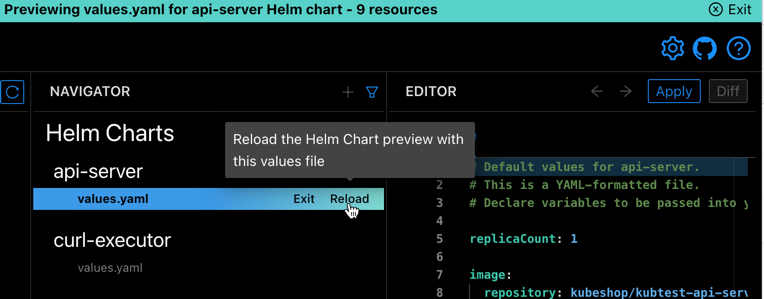 Previewing values.yaml for api-server Helm chart - 9 resources
Exit
NAVIGATOR
EDITOR
Apply
Diff
Helm Charts
Reload the Helm Chart preview with
this values file
api-server
values.yaml
Exit
Reload
curl-executor
values.yaml
Default values for api-server.
2 # This is a YAML-formatted file.
3 # Declare variables to be passed into
4
5 replicaCount: 1
6
7 image:
8 repository: kubeshop/kubtest-api-serv